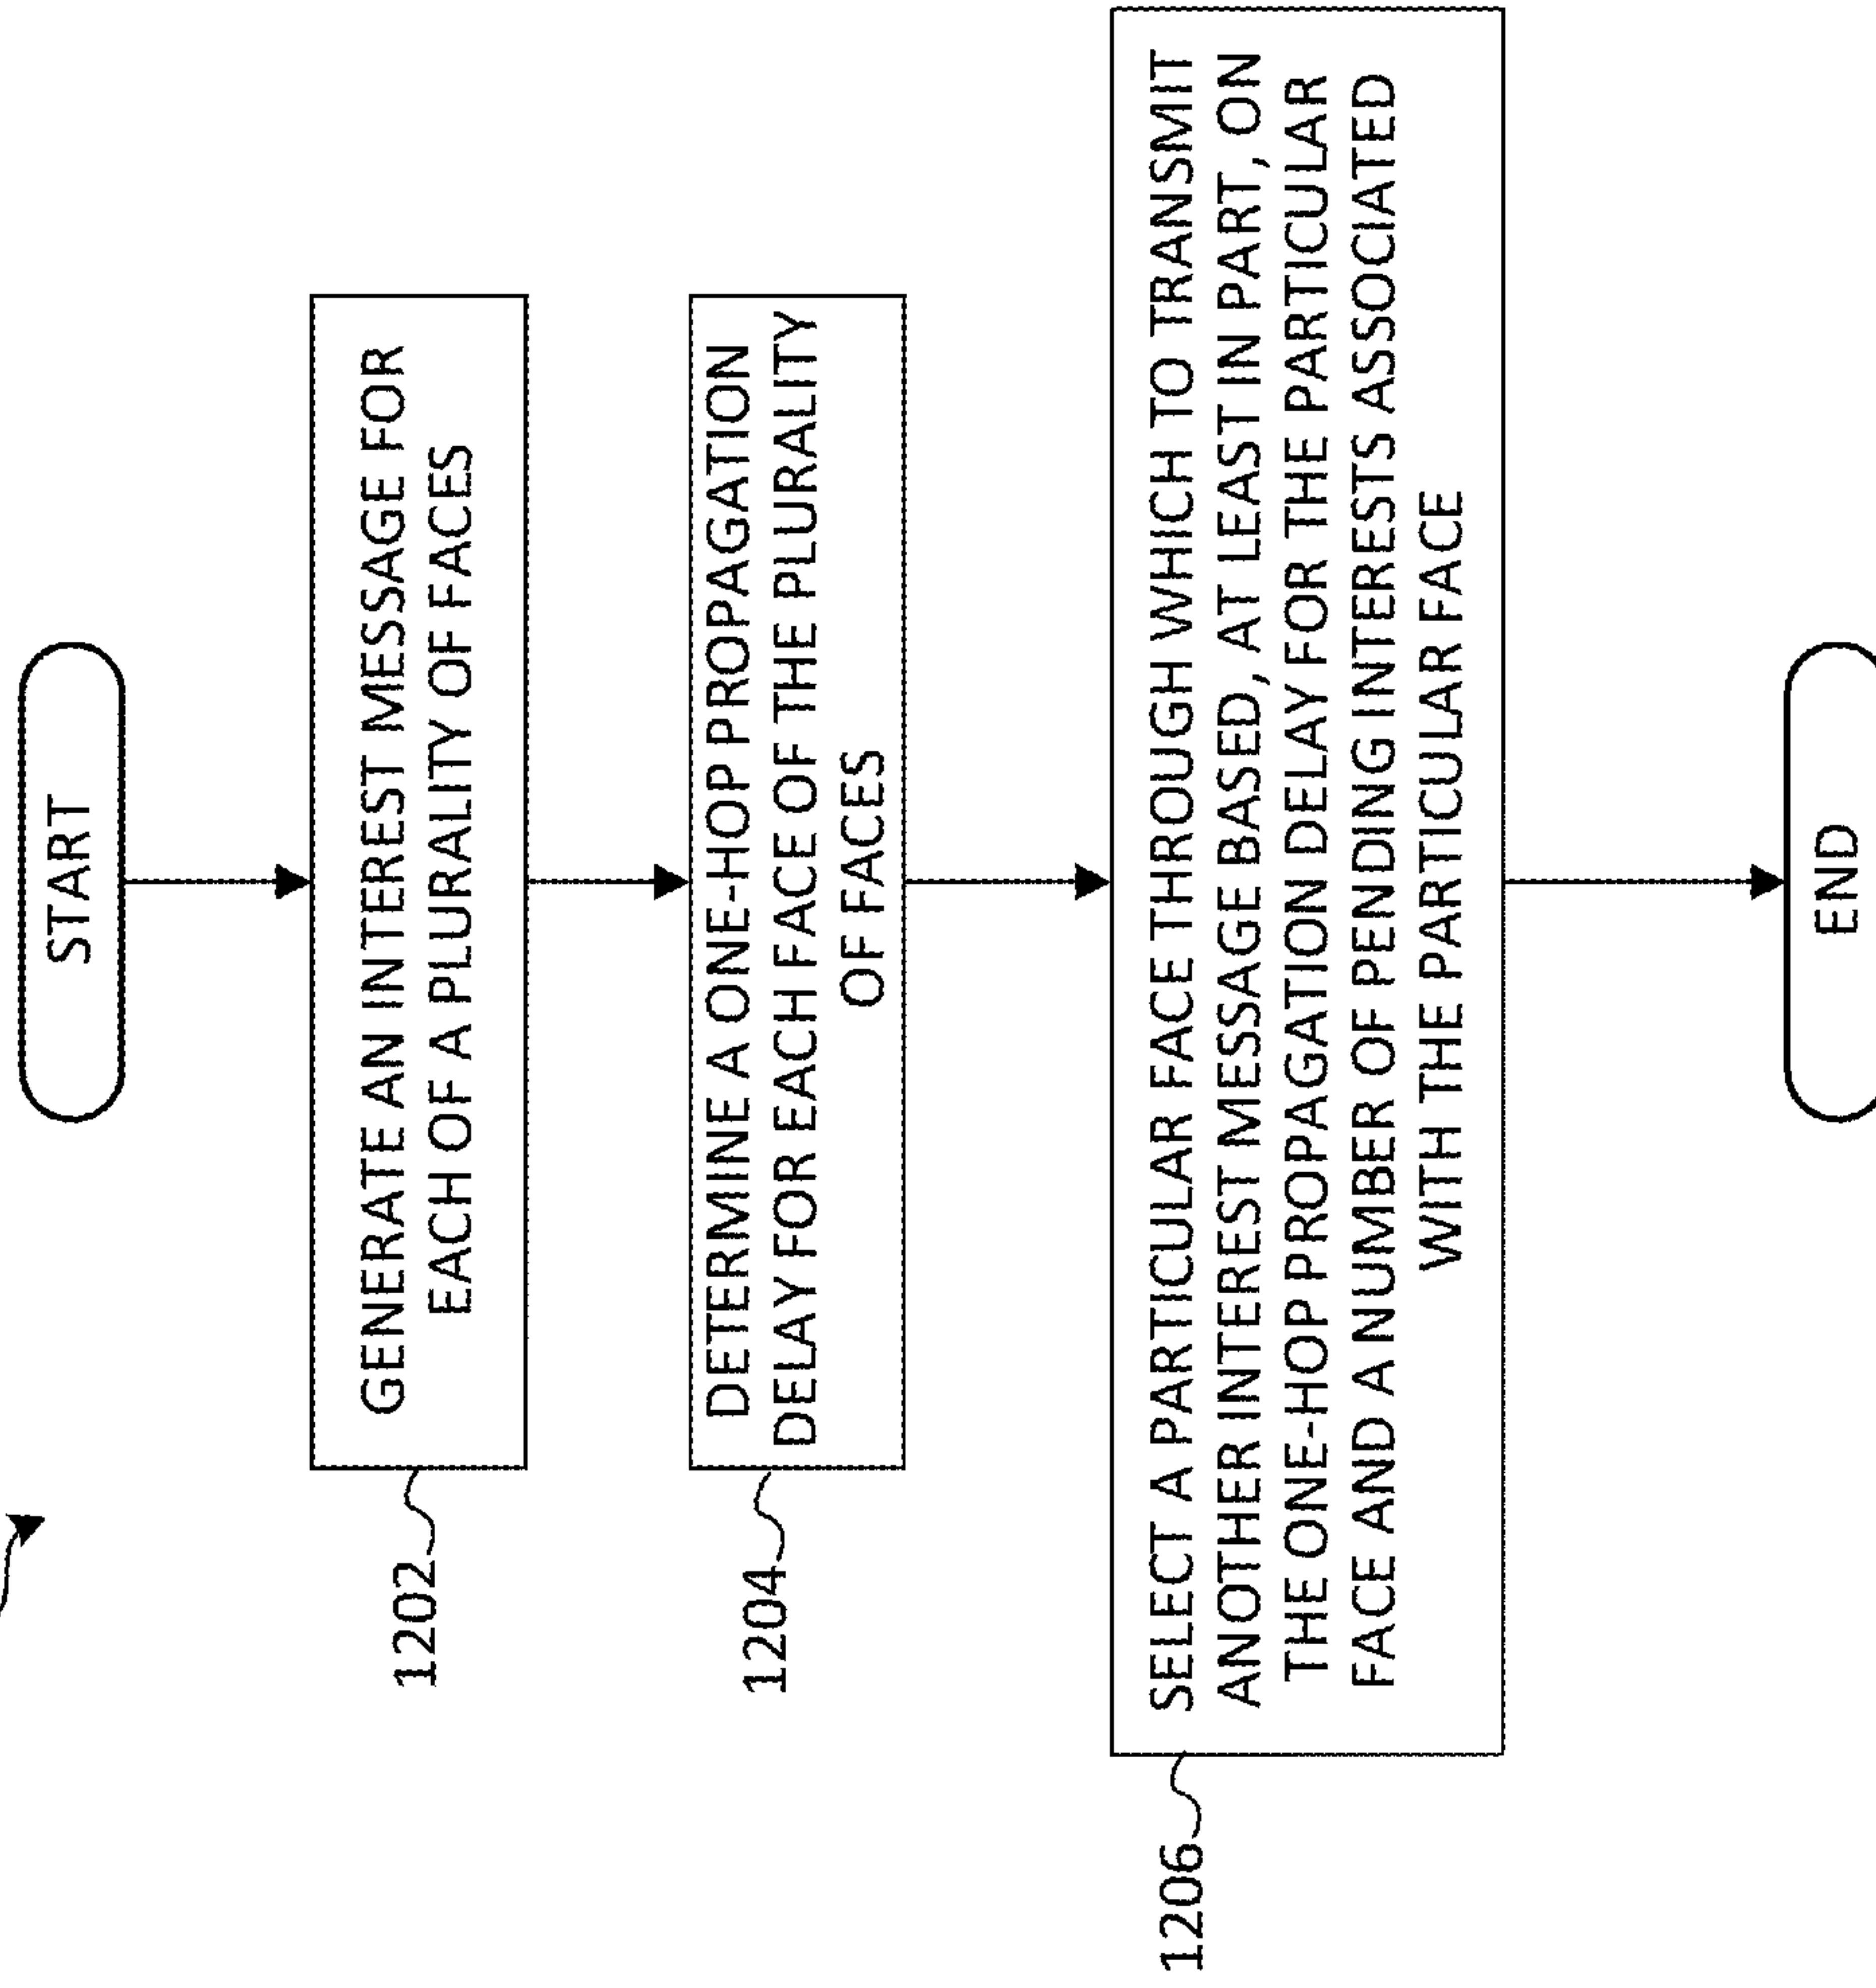 START
1202
GENERATE AN INTEREST MESSAGE FOR
EACH OF A PLURALITY OF FACES
1204
DETERMINE A ONE-HOP PROPAGATION
DELAY FOR EACH FACE OF THE PLURALITY
OF FACES
1206
SELECT A PARTICULAR FACE THROUGH WHICH TO TRANSMIT
ANOTHER INTEREST MESSAGE BASED, AT LEAST IN PART, ON
THE ONE-HOP PROPAGATION DELAY FOR THE PARTICULAR
FACE AND A NUMBER OF PENDING INTERESTS ASSOCIATED
WITH THE PARTICULAR FACE
END